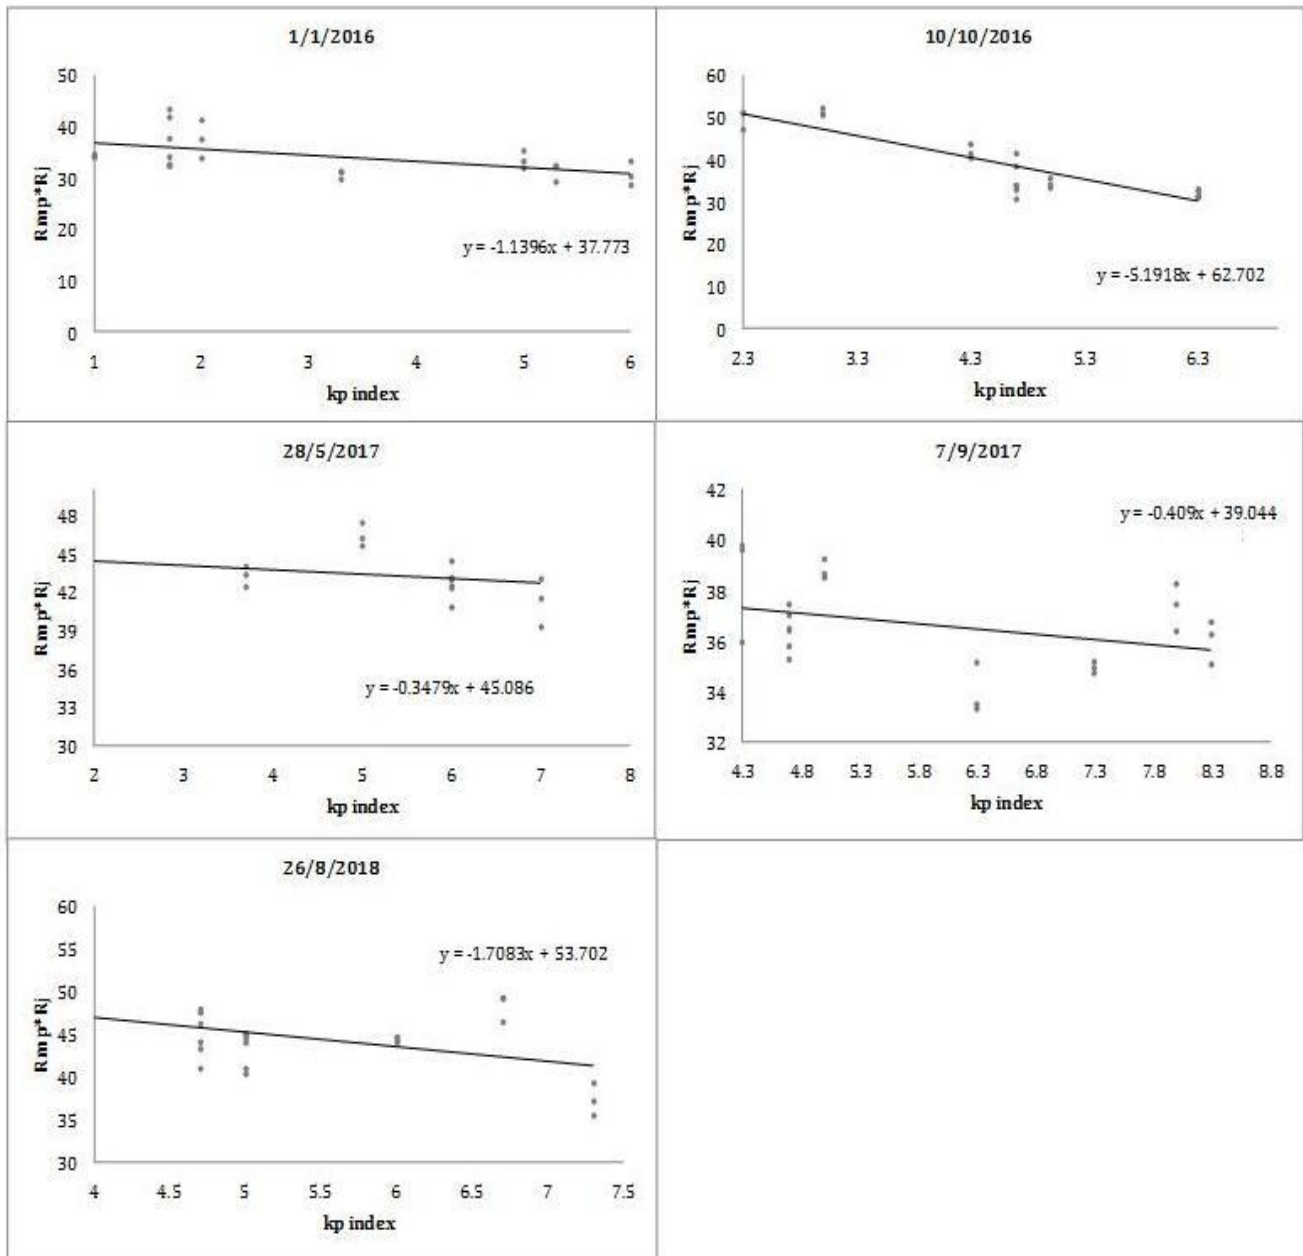 1/1/2016
50
40
30
20
10
0
Rmp*Rj
y = -1.1396x + 37.773
1 2 3 4 5 6
kp index
10/10/2016
60
50
40
30
20
10
0
Rmp*Rj
y = -5.1918x + 62.702
2.3 3.3 4.3 5.3 6.3
kp index
28/5/2017
48
45
42
39
36
33
30
Rmp*Rj
y = -0.3479x + 45.086
2 3 4 5 6 7 8
kp index
7/9/2017
42
40
38
36
34
32
Rmp*Rj
y = -0.409x + 39.044
4.3 4.8 5.3 5.8 6.3 6.8 7.3 7.8 8.3 8.8
kp index
26/8/2018
60
55
50
45
40
35
30
Rmp*Rj
y = -1.7083x + 53.702
4 4.5 5 5.5 6 6.5 7 7.5
kp index